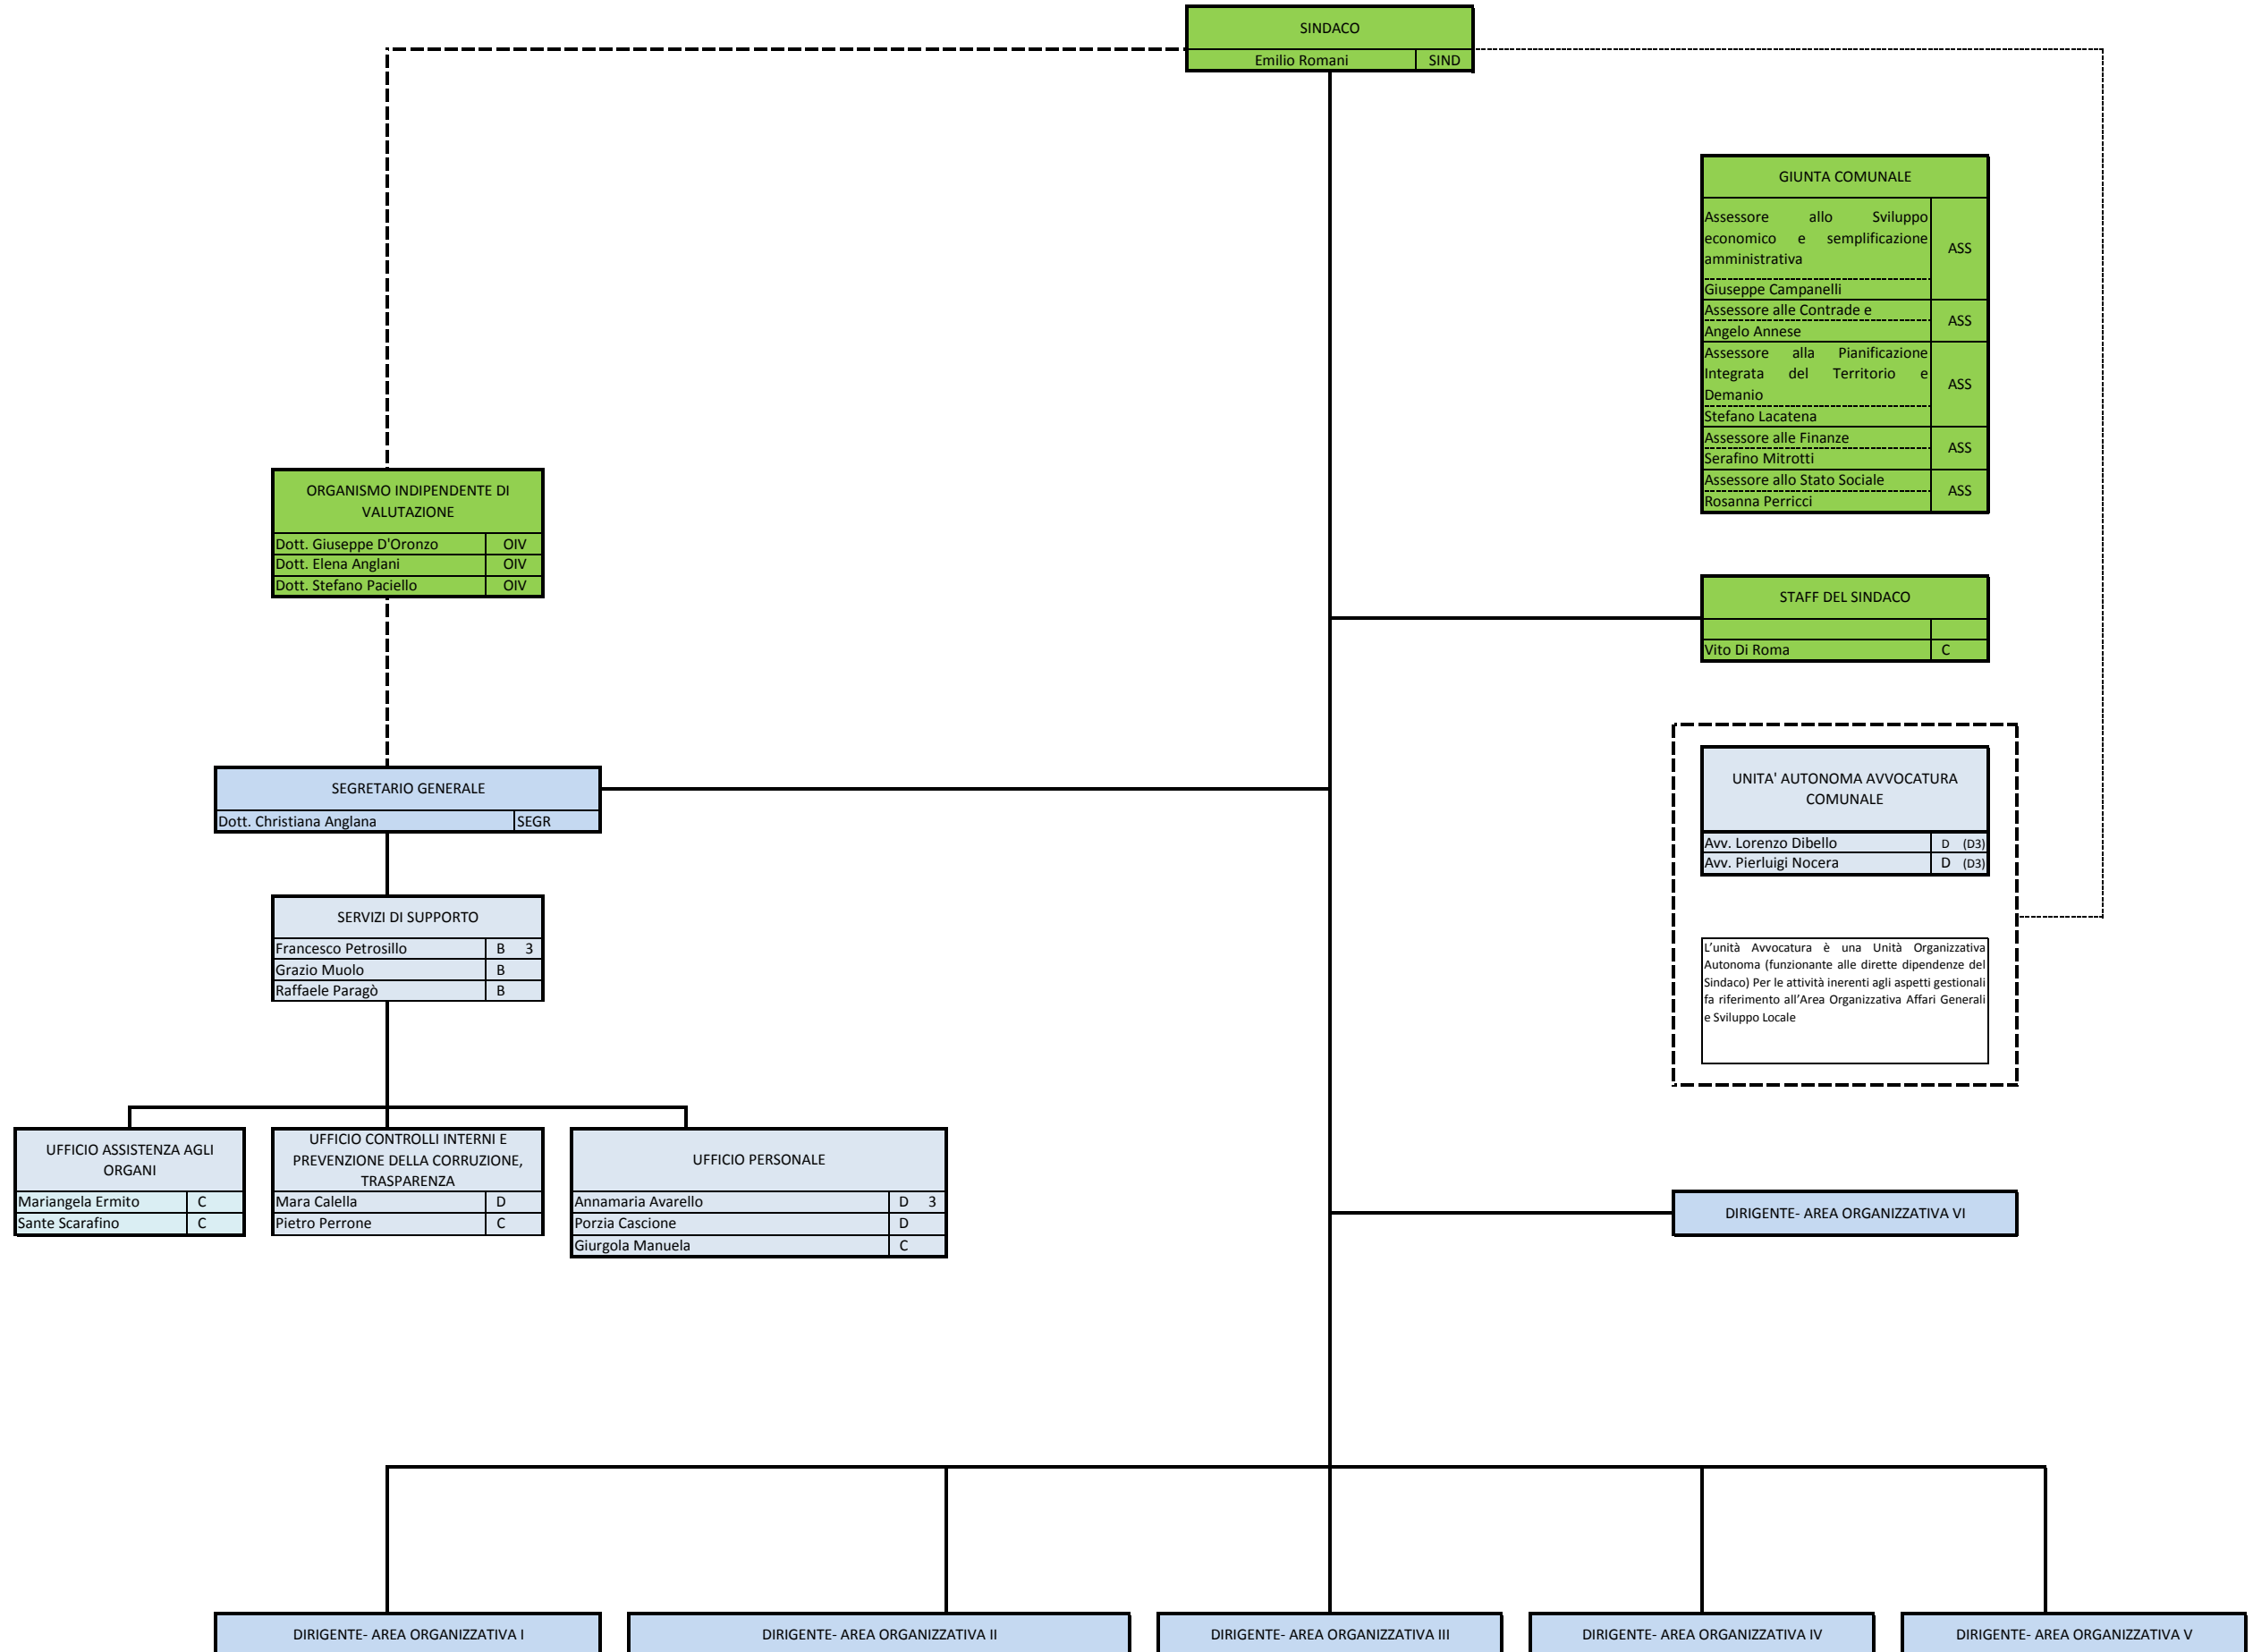 SINDACO
Emilio Romani SIND
GIUNTA COMUNALE
Assessore allo Sviluppo
economico e semplificazione
amministrativa
ASS
Giuseppe Campanelli
Assessore alle Contrade e
ASS
Angelo Annese
Assessore alla Pianificazione
Integrata del Territorio e
Demanio
ASS
Stefano Lacatena
Assessore alle Finanze
ASS
Serafino Mitrotti
Assessore allo Stato Sociale
ASS
Rosanna Perricci
ORGANISMO INDIPENDENTE DI
VALUTAZIONE
Dott. Giuseppe D'Oronzo OIV
Dott. Elena Anglani OIV
Dott. Stefano Paciello OIV
STAFF DEL SINDACO
Vito Di Roma C
SEGRETARIO GENERALE
Dott. Christiana Anglana SEGR
UNITA' AUTONOMA AVVOCATURA
COMUNALE
Avv. Lorenzo Dibello D (D3)
Avv. Pierluigi Nocera D (D3)
SERVIZI DI SUPPORTO
Francesco Petrosillo B 3
Grazio Muolo B
Raffaele Paragò B
L'unità Avvocatura è una Unità Organizzativa
Autonoma (funzionante alle dirette dipendenze del
Sindaco) Per le attività inerenti agli aspetti gestionali
fa riferimento all'Area Organizzativa Affari Generali
e Sviluppo Locale
UFFICIO ASSISTENZA AGLI
ORGANI
Mariangela Ermito C
Sante Scarafino C
UFFICIO CONTROLLI INTERNI E
PREVENZIONE DELLA CORRUZIONE,
TRASPARENZA
Mara Calella D
Pietro Perrone C
UFFICIO PERSONALE
Annamaria Avarello D 3
Porzia Cascione D
Giurgola Manuela C
DIRIGENTE- AREA ORGANIZZATIVA VI
DIRIGENTE- AREA ORGANIZZATIVA I
DIRIGENTE- AREA ORGANIZZATIVA II
DIRIGENTE- AREA ORGANIZZATIVA III
DIRIGENTE- AREA ORGANIZZATIVA IV
DIRIGENTE- AREA ORGANIZZATIVA V